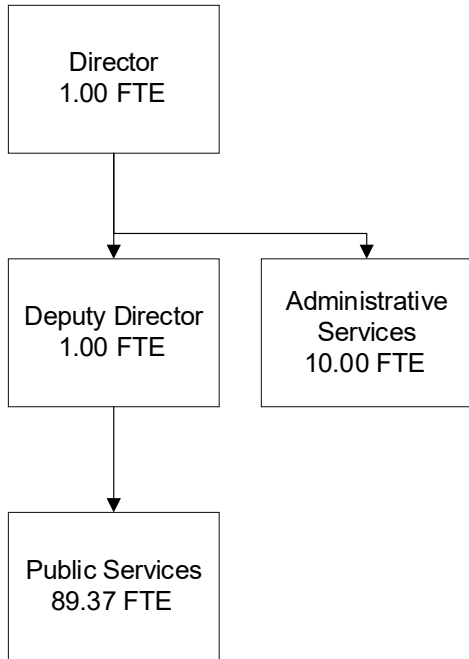 Director
1.00 FTE
Deputy Director
1.00 FTE
Administrative
Services
10.00 FTE
Public Services
89.37 FTE